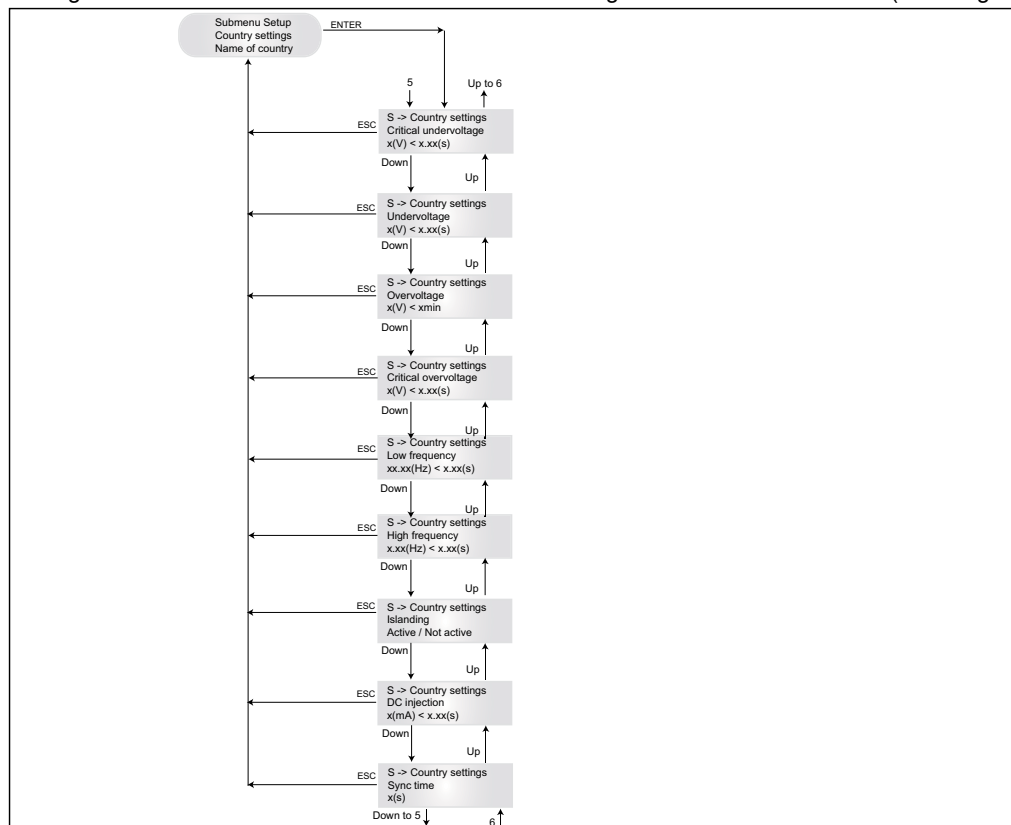 Submenu Setup
Country settings
Name of country
ENTER
5
Up to 6
S -> Country settings
Critical undervoltage
x(V) < x.xx(s)
ESC
Down
Up
S -> Country settings
Undervoltage
x(V) < x.xx(s)
ESC
Down
Up
S -> Country settings
Overvoltage
x(V) < xmin
ESC
Down
Up
S -> Country settings
Critical overvoltage
x(V) < x.xx(s)
ESC
Down
Up
S -> Country settings
Low frequency
xx.xx(Hz) < x.xx(s)
ESC
Down
Up
S -> Country settings
High frequency
x.xx(Hz) < x.xx(s)
ESC
Down
Up
S -> Country settings
Islanding
Active / Not active
ESC
Down
Up
S -> Country settings
DC injection
x(mA) < x.xx(s)
ESC
Down
Up
S -> Country settings
Sync time
x(s)
ESC
Down to 5
6